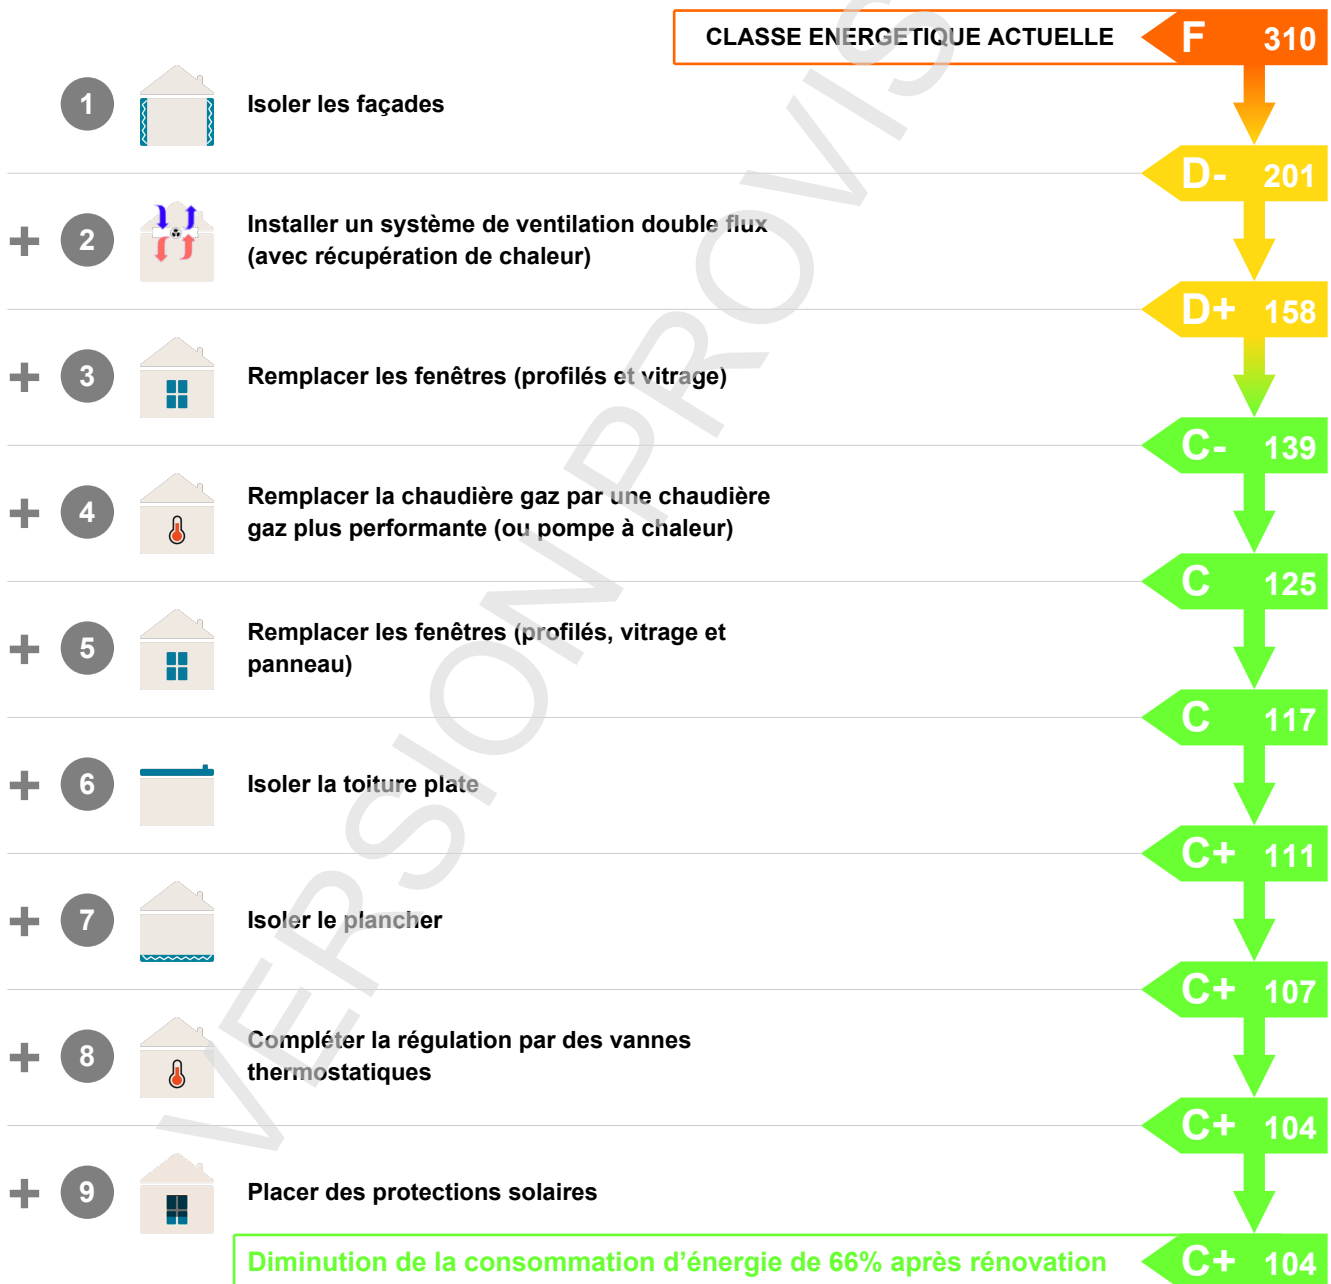 CLASSE ENERGETIQUE ACTUELLE F 310
1 Isoler les façades
D- 201
+ 2 Installer un système de ventilation double flux
(avec récupération de chaleur)
D+ 158
+ 3 Remplacer les fenêtres (profilés et vitrage)
C- 139
+ 4 Remplacer la chaudière gaz par une chaudière
gaz plus performante (ou pompe à chaleur)
C 125
+ 5 Remplacer les fenêtres (profilés, vitrage et
panneau)
C 117
+ 6 Isoler la toiture plate
C+ 111
+ 7 Isoler le plancher
C+ 107
+ 8 Compléter la régulation par des vannes
thermostatiques
C+ 104
+ 9 Placer des protections solaires
Diminution de la consommation d’énergie de 66% après rénovation C+ 104
VERSION PROVIS